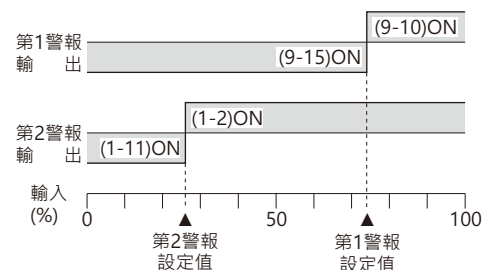 (9-10)ON
第1警報
輸 出
(9-15)ON
(1-2)ON
第2警報
輸 出
(1-11)ON
輸入
(%)
0 50 100
第2警報 第1警報
設定值 設定值